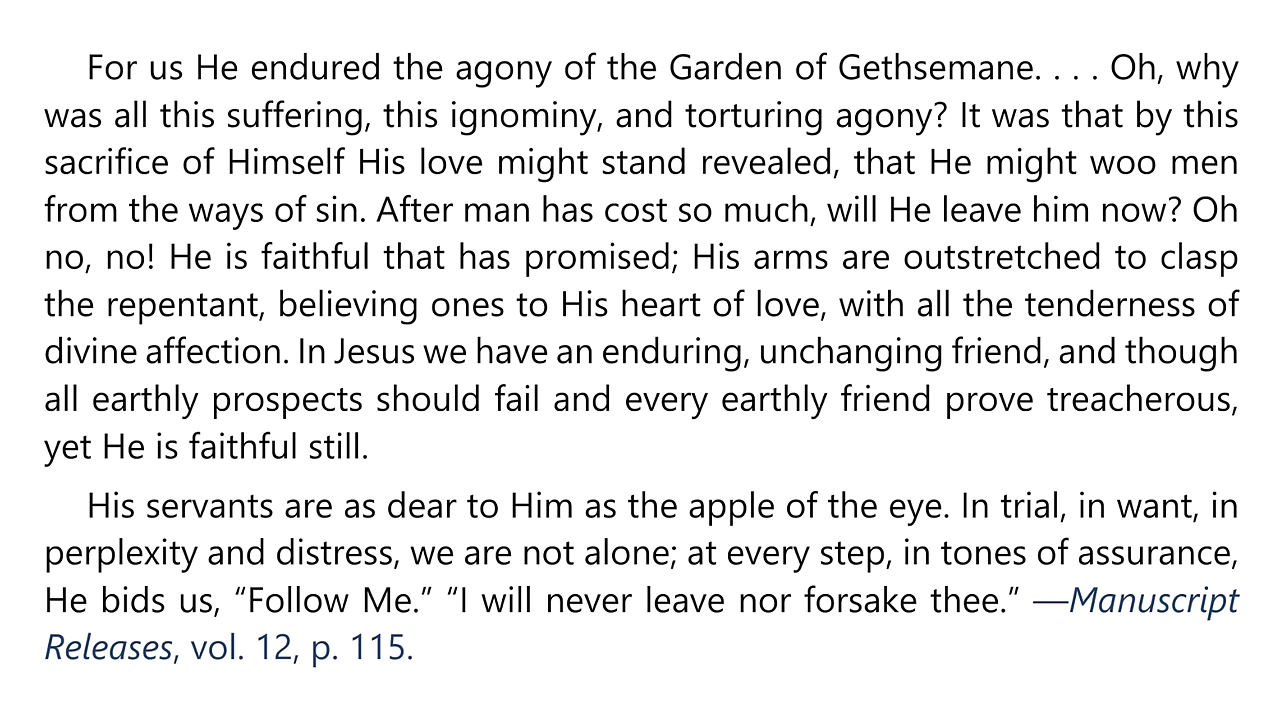 For us He endured the agony of the Garden of Gethsemane. . . . Oh, why
was all this suffering, this ignominy, and torturing agony? It was that by this
sacrifice of Himself His love might stand revealed, that He might woo men
from the ways of sin. After man has cost so much, will He leave him now? Oh
no, no! He is faithful that has promised; His arms are outstretched to clasp
the repentant, believing ones to His heart of love, with all the tenderness of
divine affection. In Jesus we have an enduring, unchanging friend, and though
all earthly prospects should fail and every earthly friend prove treacherous,
yet He is faithful still.
His servants are as dear to Him as the apple of the eye. In trial, in want, in
perplexity and distress, we are not alone; at every step, in tones of assurance,
He bids us, “Follow Me.” “I will never leave nor forsake thee.” —Manuscript
Releases, vol. 12, p. 115.